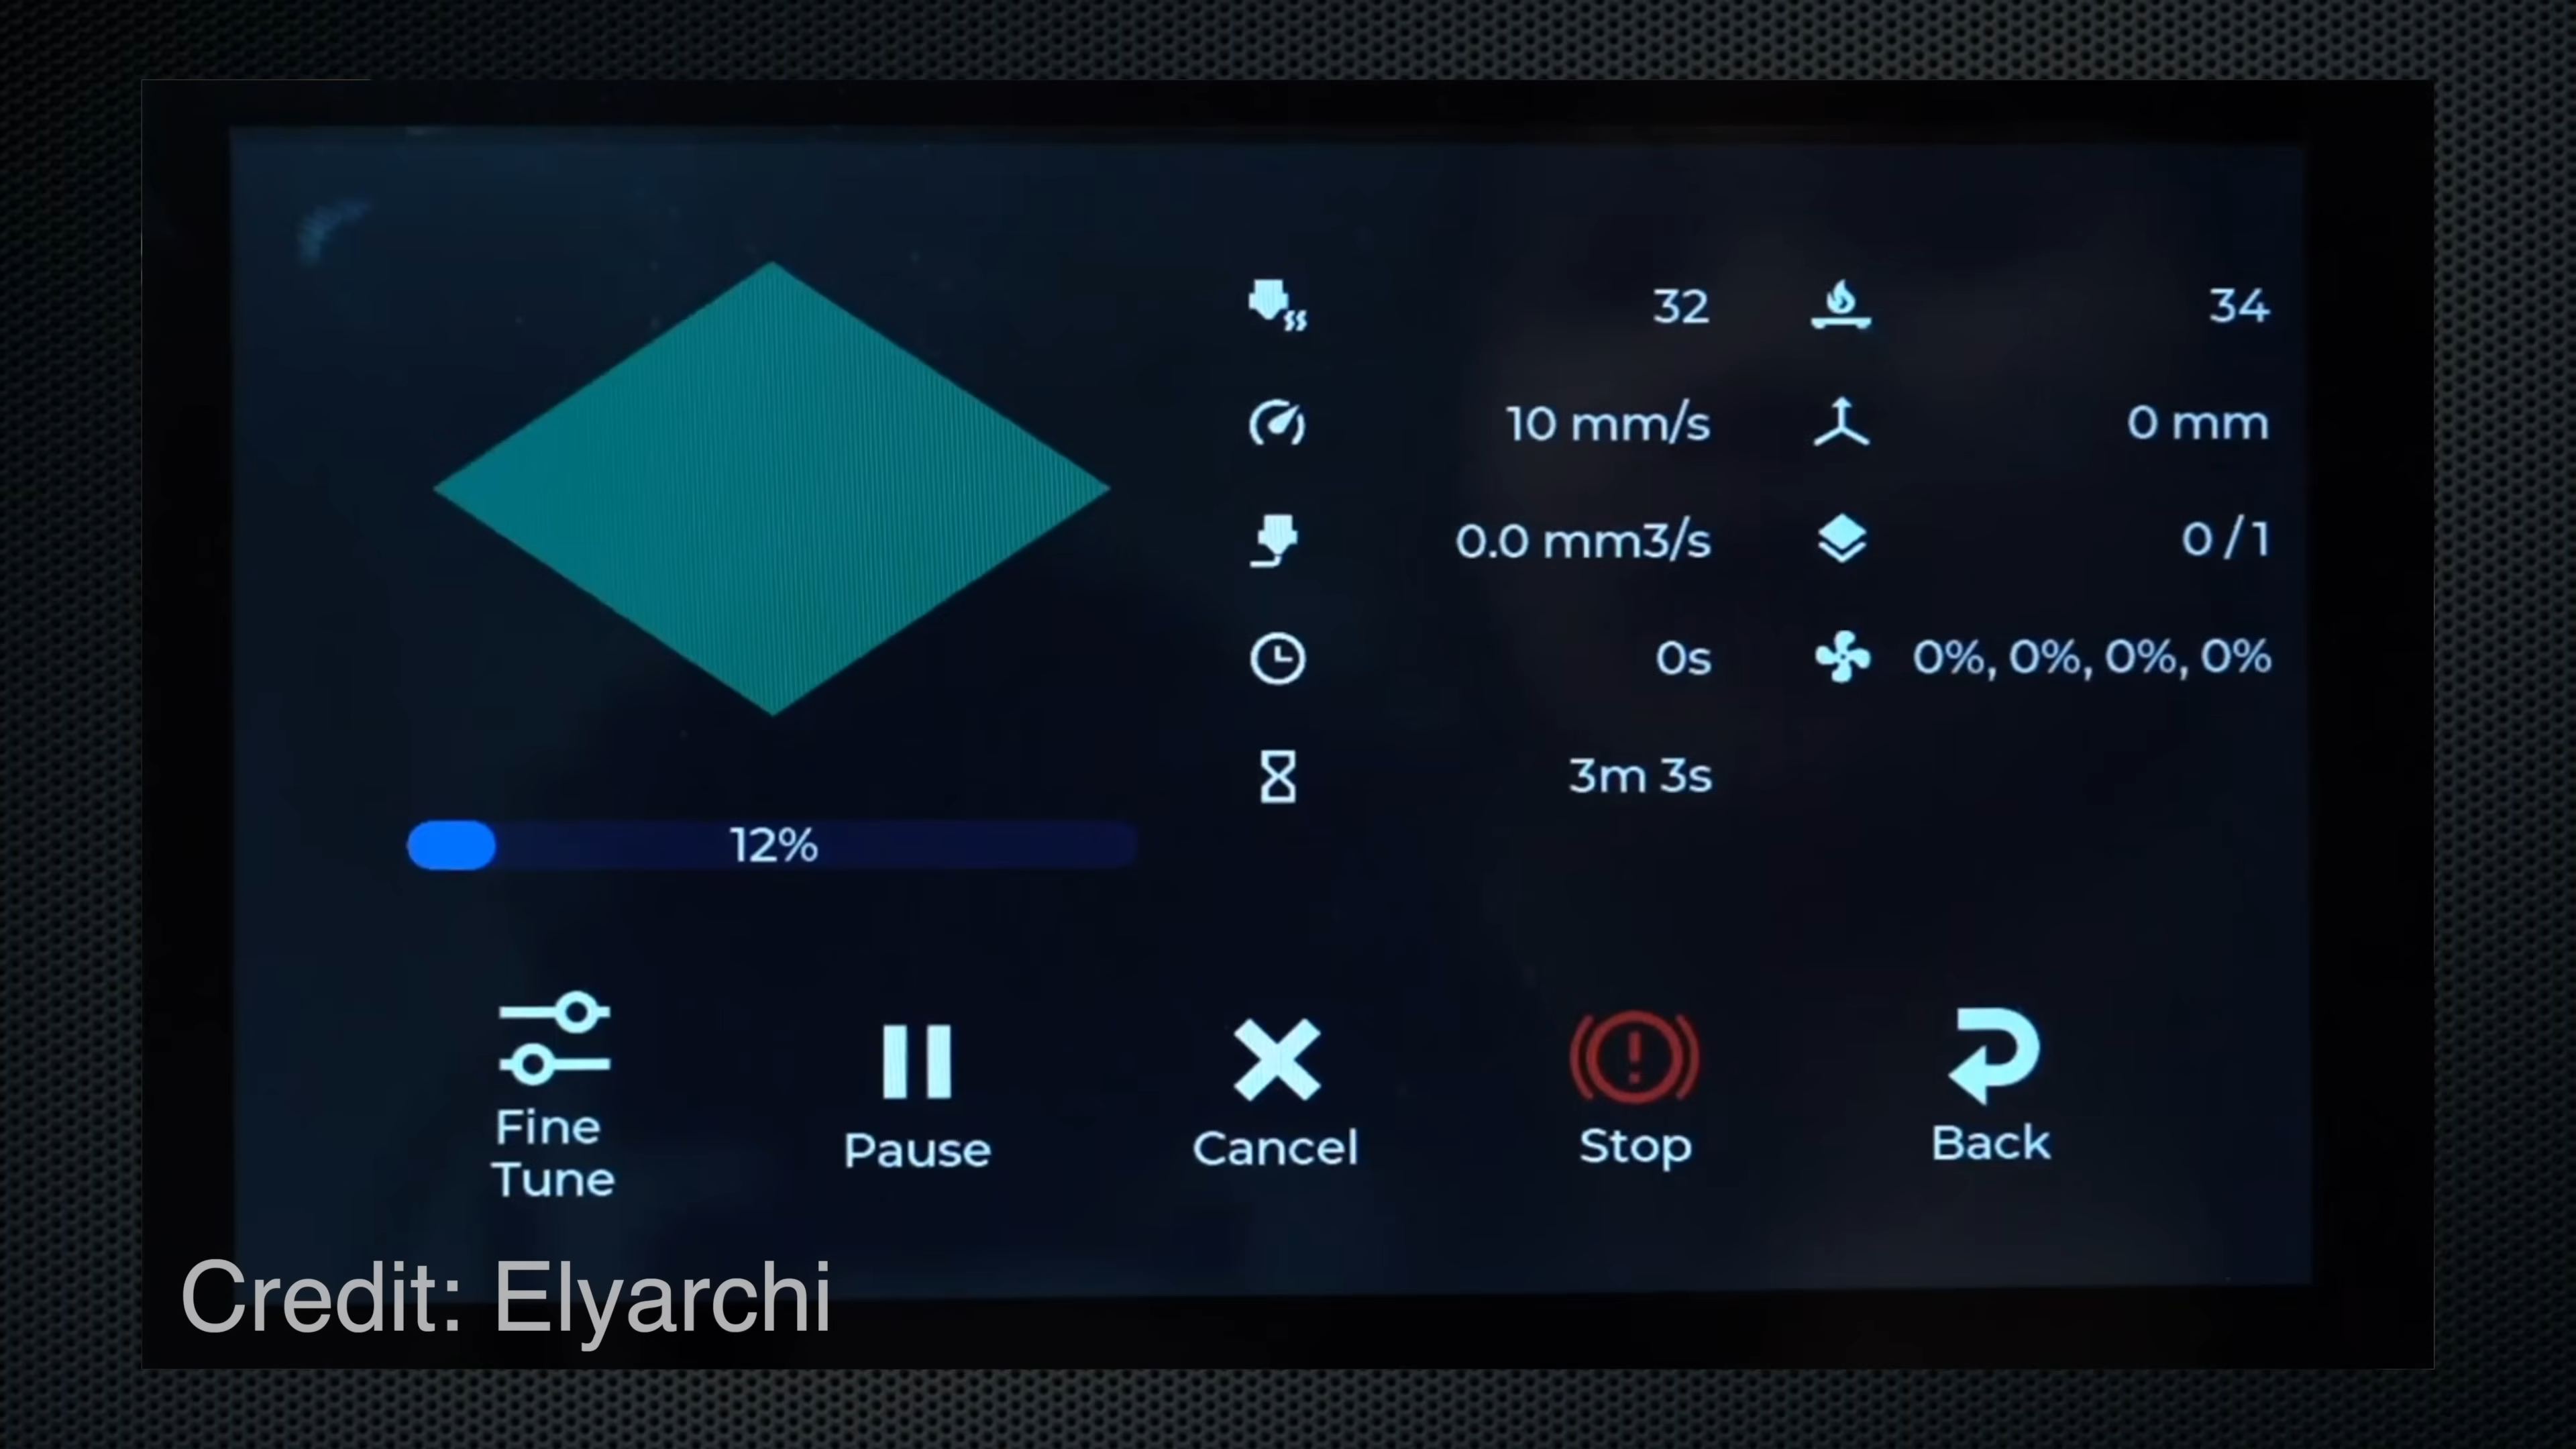 32
34
10 mm/s
0 mm
0.0 mm3/s
0 / 1
0s
0%, 0%, 0%, 0%
3m 3s
12%
Fine
Tune
Pause
Cancel
Stop
Back
Credit: Elyarchi